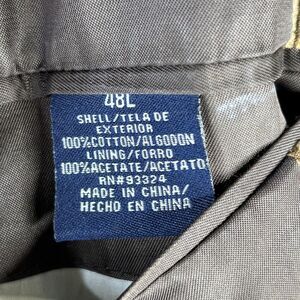 48L
SHELL/TELA DE
EXTERIOR
100%COTTON/ALGODON
LINING/FORRO
100%ACETATE/ACETATO
RN#93324
MADE IN CHINA/
HECHO EN CHINA